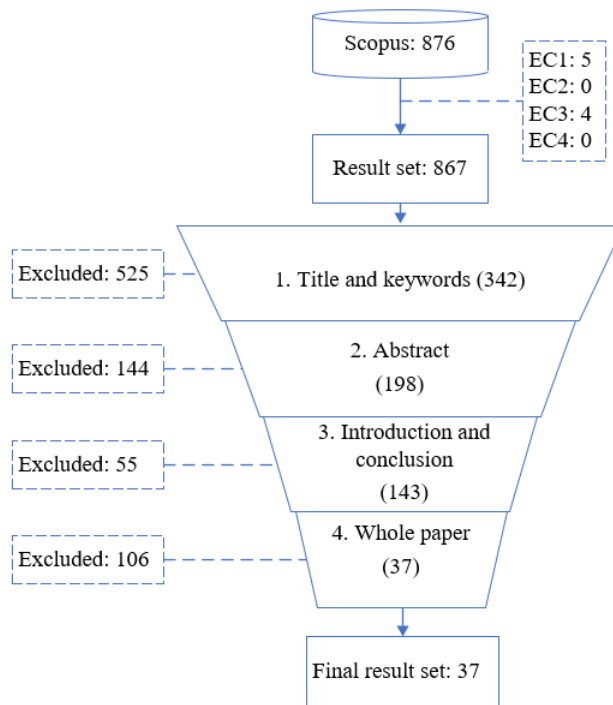 Scopus: 876
EC1: 5
EC2: 0
EC3: 4
EC4: 0
Result set: 867
Excluded: 525
1. Title and keywords (342)
Excluded: 144
2. Abstract
(198)
Excluded: 55
3. Introduction and
conclusion
(143)
Excluded: 106
4. Whole paper
(37)
Final result set: 37